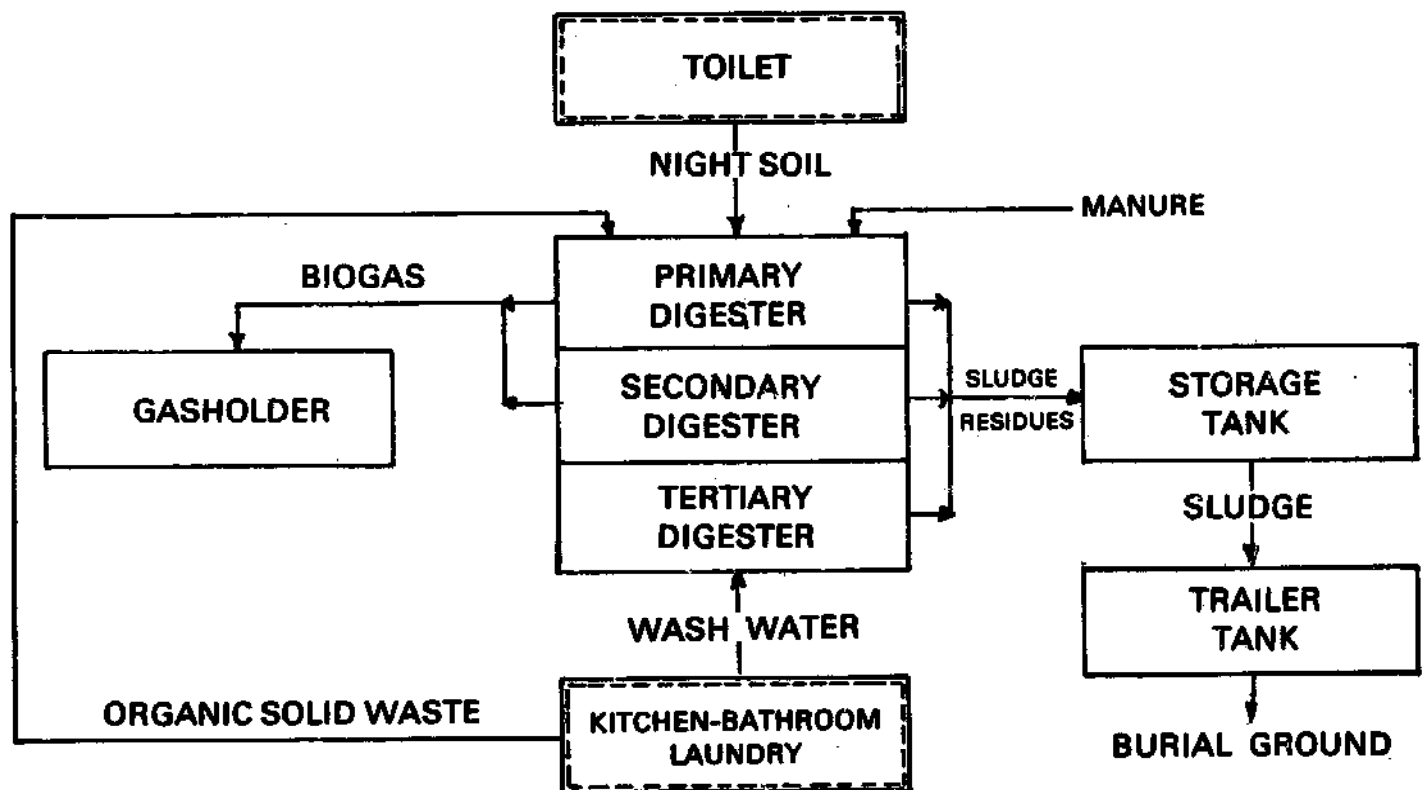 TOILET
NIGHT SOIL
MANURE
BIOGAS
PRIMARY
DIGESTER
GASHOLDER
SECONDARY
DIGESTER
SLUDGE
RESIDUES
STORAGE
TANK
TERTIARY
DIGESTER
SLUDGE
WASH WATER
TRAILER
TANK
ORGANIC SOLID WASTE
KITCHEN-BATHROOM
LAUNDRY
BURIAL GROUND